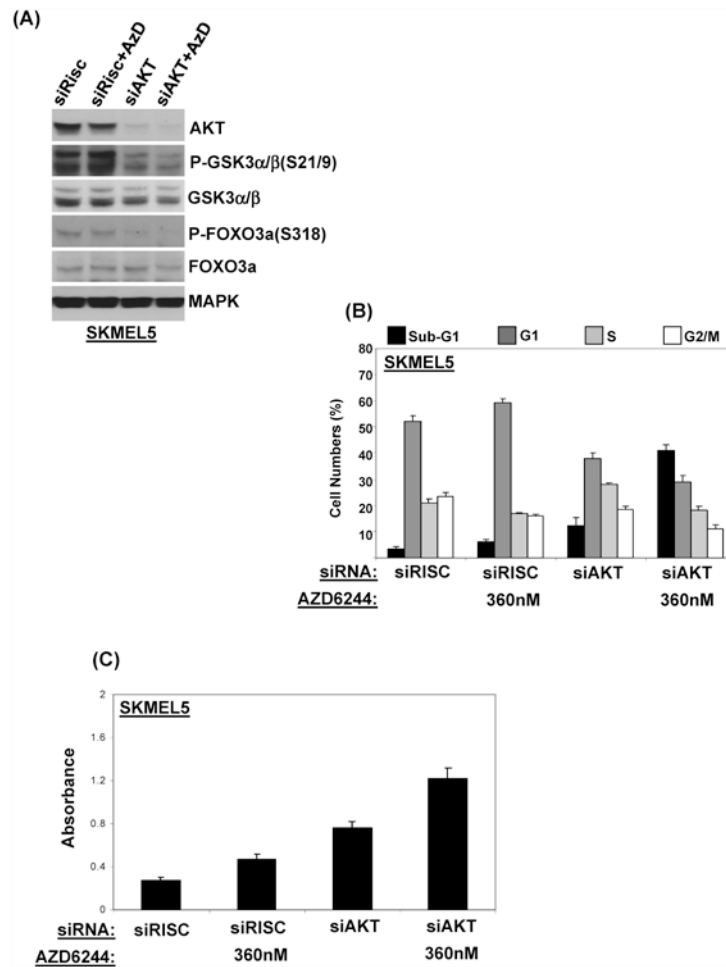 (A)
siRisc
siRisc+AzD
siAKT
siAKT+AzD
AKT
P-GSK3α/β(S21/9)
GSK3α/β
P-FOXO3a(S318)
FOXO3a
MAPK
SKMEL5
(B)
Sub-G1 G1 S G2/M
SKMEL5
80
70
60
50
40
30
20
10
Cell Numbers (%)
siRNA: siRISC siRISC siAKT siAKT
AZD6244: 360nM 360nM
(C)
SKMEL5
2
1.6
1.2
0.8
0.4
0
Absorbance
siRNA: siRISC siRISC siAKT siAKT
AZD6244: 360nM 360nM